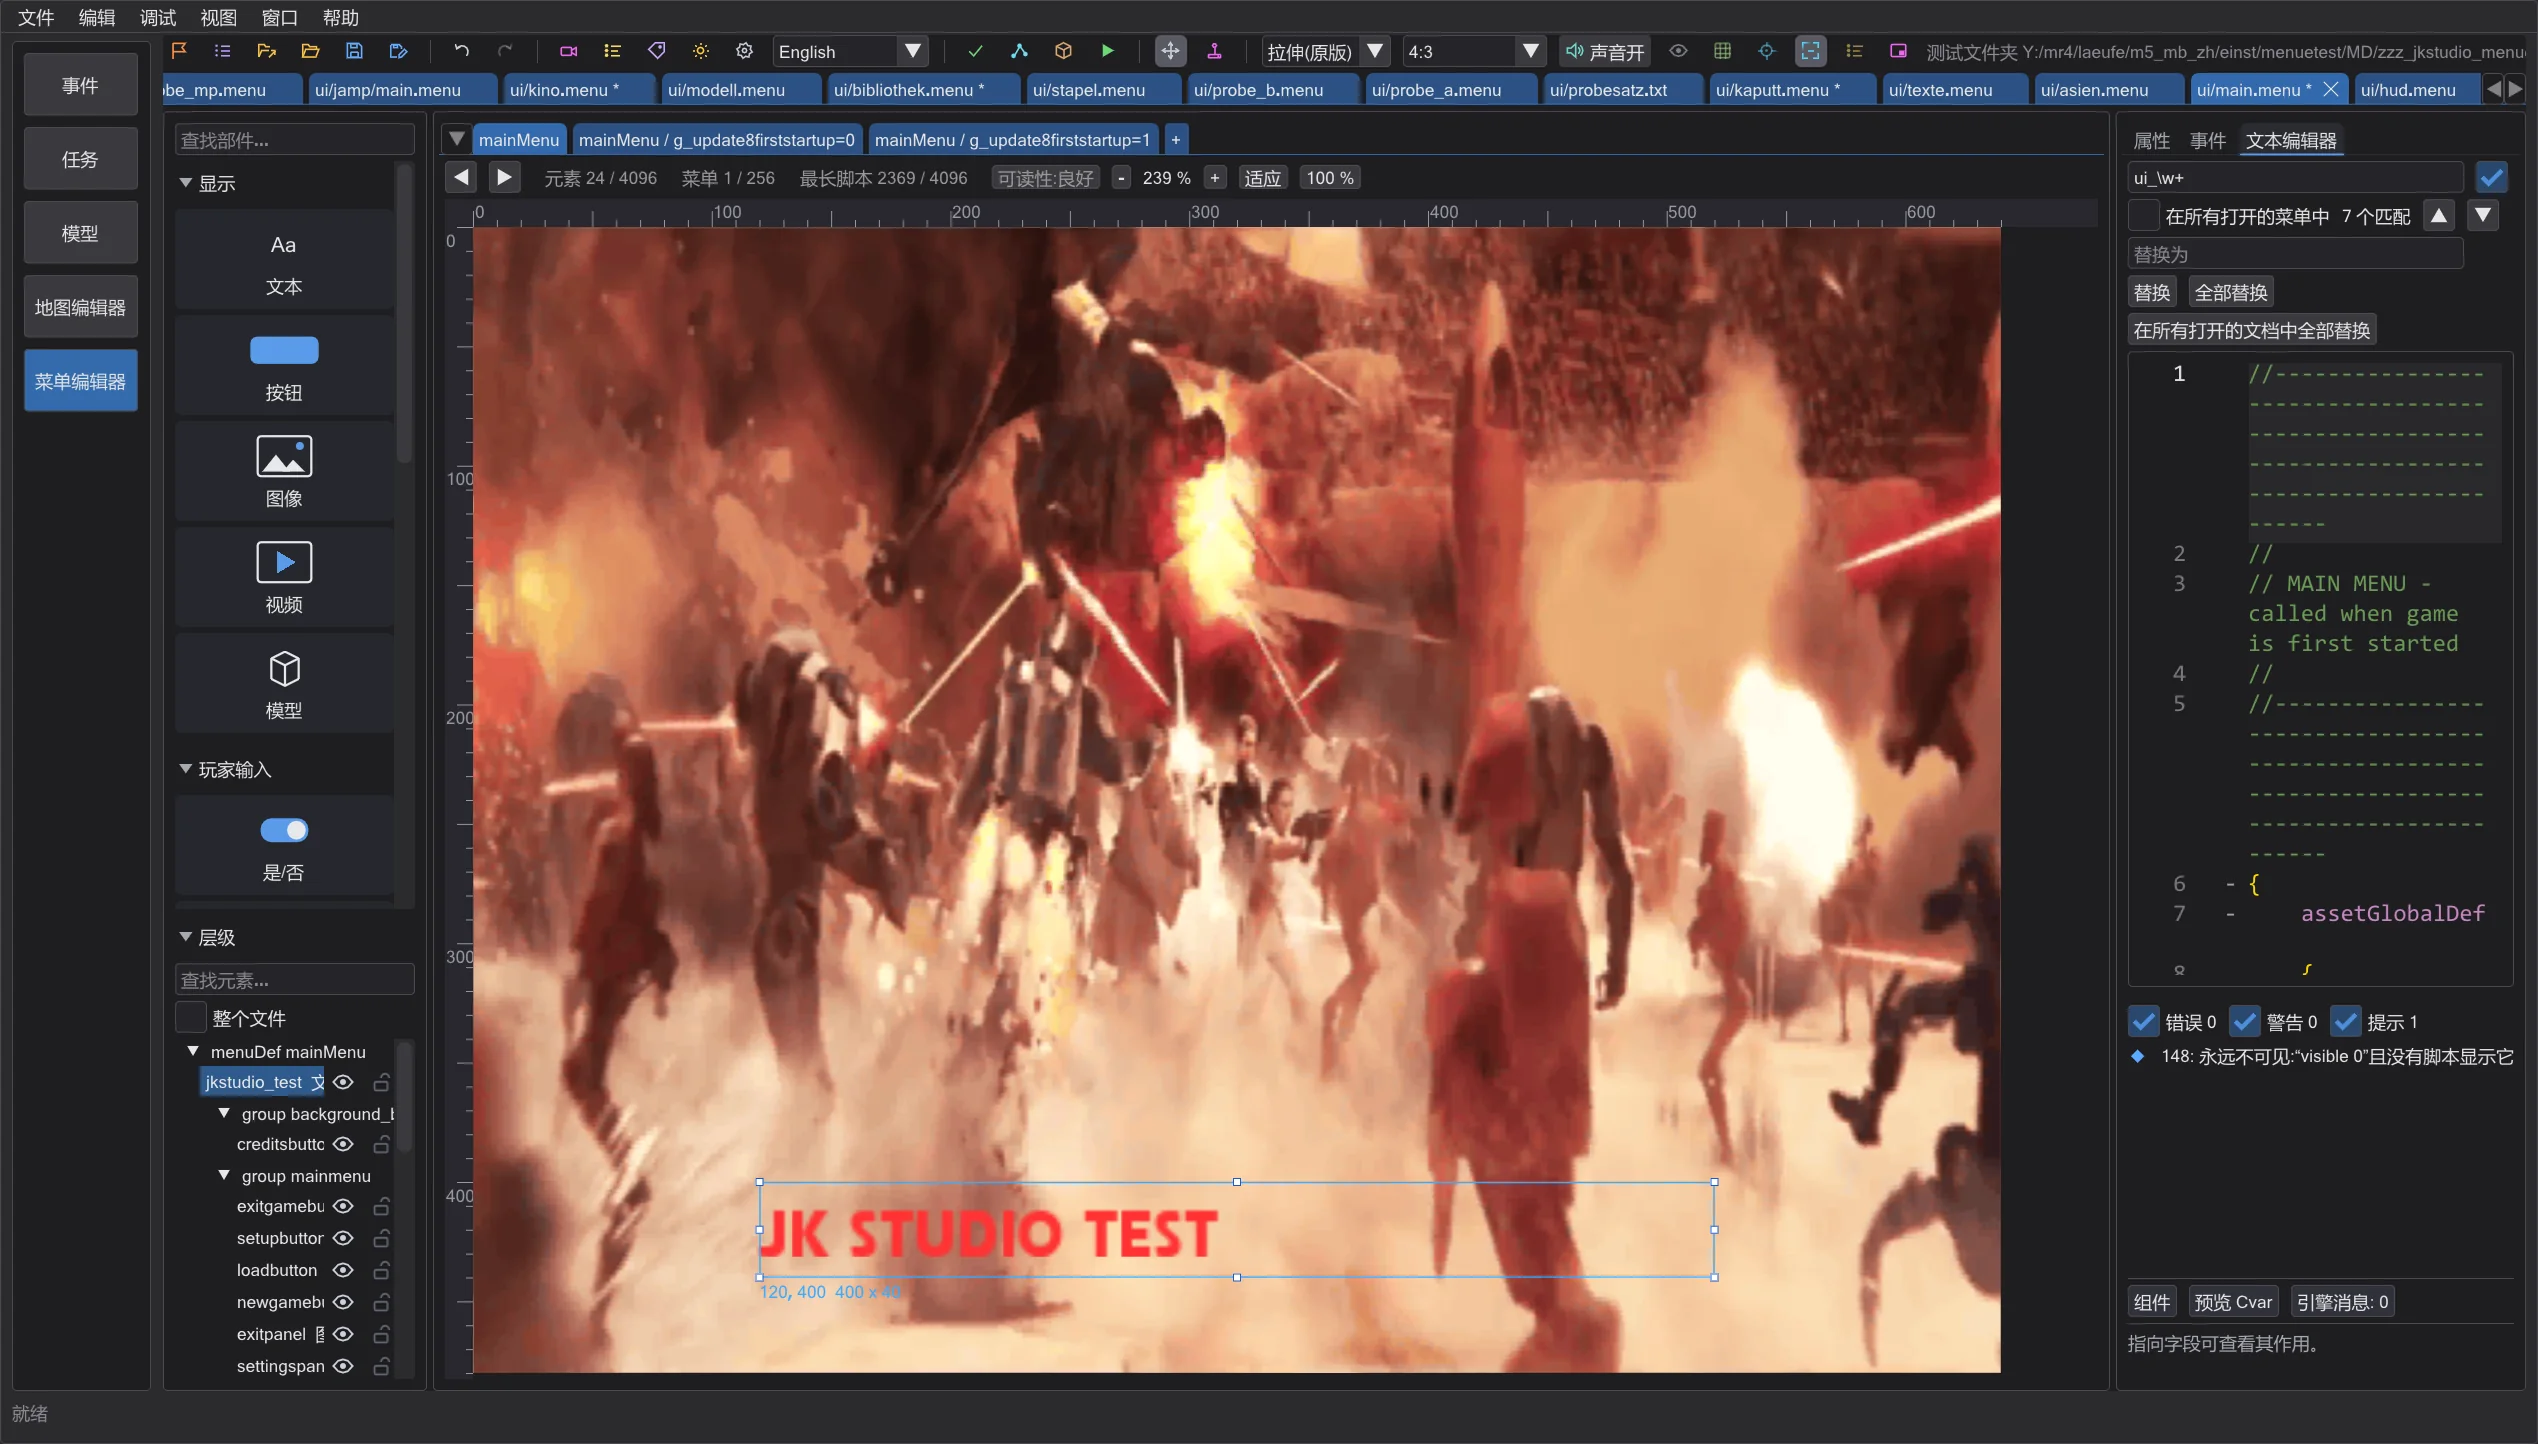 文件 编辑 调试 视图 窗口 帮助
English 拉伸(原版) 4:3 声音开 测试文件夹 Y:/mr4/laeufe/m5_mb_zh/einst/menuetest/MD/zzz_jkstudio_menu
be_mp.menu ui/jamp/main.menu ui/kino.menu * ui/modell.menu ui/bibliothek.menu * ui/stapel.menu ui/probe_b.menu ui/probe_a.menu ui/probesatz.txt ui/kaputt.menu * ui/texte.menu ui/asien.menu ui/main.menu * ui/hud.menu
事件
任务
模型
地图编辑器
菜单编辑器
查找部件...
显示
Aa
文本
按钮
图像
视频
模型
玩家输入
是/否
层级
查找元素...
整个文件
menuDef mainMenu
jkstudio_test
group background_
creditsbutto
group mainmenu
exitgamebu
setupbutton
loadbutton
newgamebu
exitpanel
settingspan
mainMenu mainMenu / g_update8firststartup=0 mainMenu / g_update8firststartup=1 +
元素 24 / 4096 菜单 1 / 256 最长脚本 2369 / 4096 可读性:良好 - 239 % + 适应 100 %
0 100 200 300 400 500 600
0
100
200
300
400
JK STUDIO TEST
120, 400 400 x 40
属性 事件 文本编辑器
ui_\w+
在所有打开的菜单中 7 个匹配
替换为
替换 全部替换
在所有打开的文档中全部替换
1 //----------------
------------------
------------------
------------------
------------------
------
2 //
3 // MAIN MENU -
called when game
is first started
4 //
5 //----------------
------------------
------------------
------------------
------------------
------
6 - {
7 - assetGlobalDef
8 {
错误 0 警告 0 提示 1
148: 永远不可见:“visible 0”且没有脚本显示它
组件 预览 Cvar 引擎消息: 0
指向字段可查看其作用。
就绪